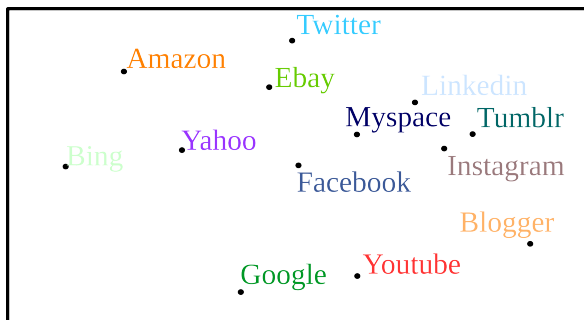 Twitter
Amazon
Ebay
Linkedin
Myspace
Tumblr
Yahoo
Bing
Instagram
Facebook
Blogger
Youtube
Google